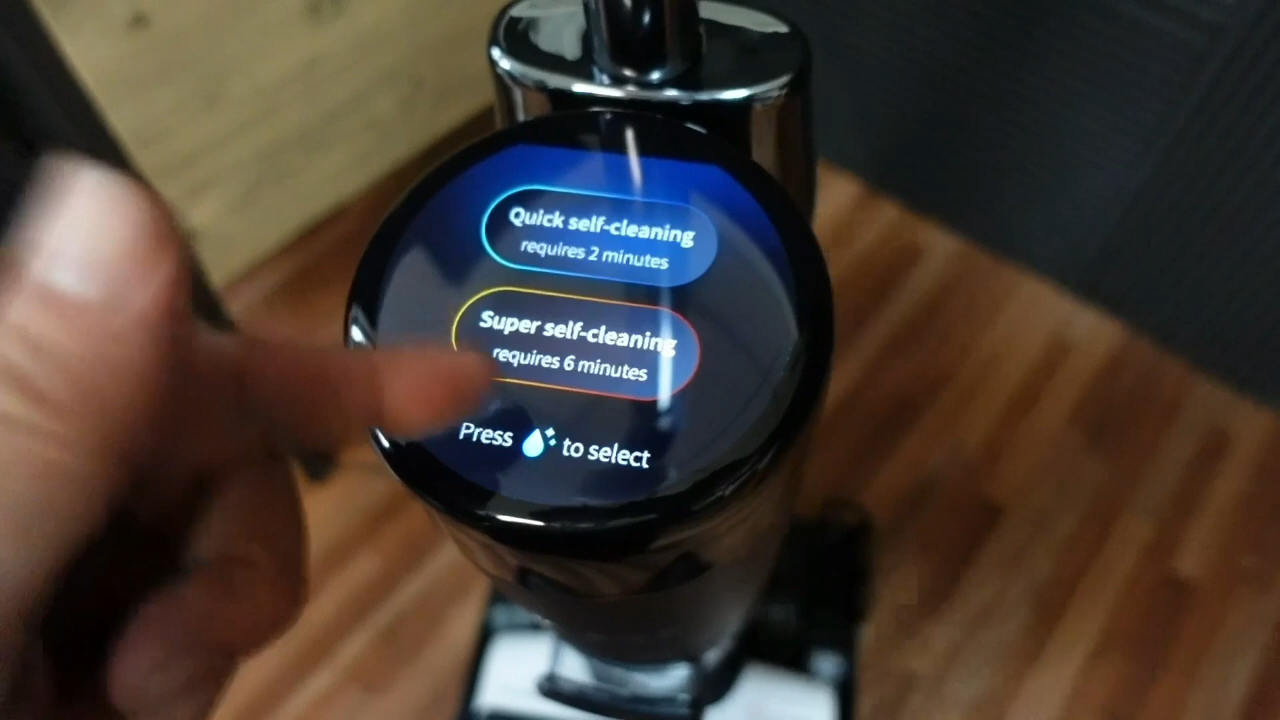 Quick self-cleaning
requires 2 minutes
Super self-cleaning
requires 6 minutes
Press to select